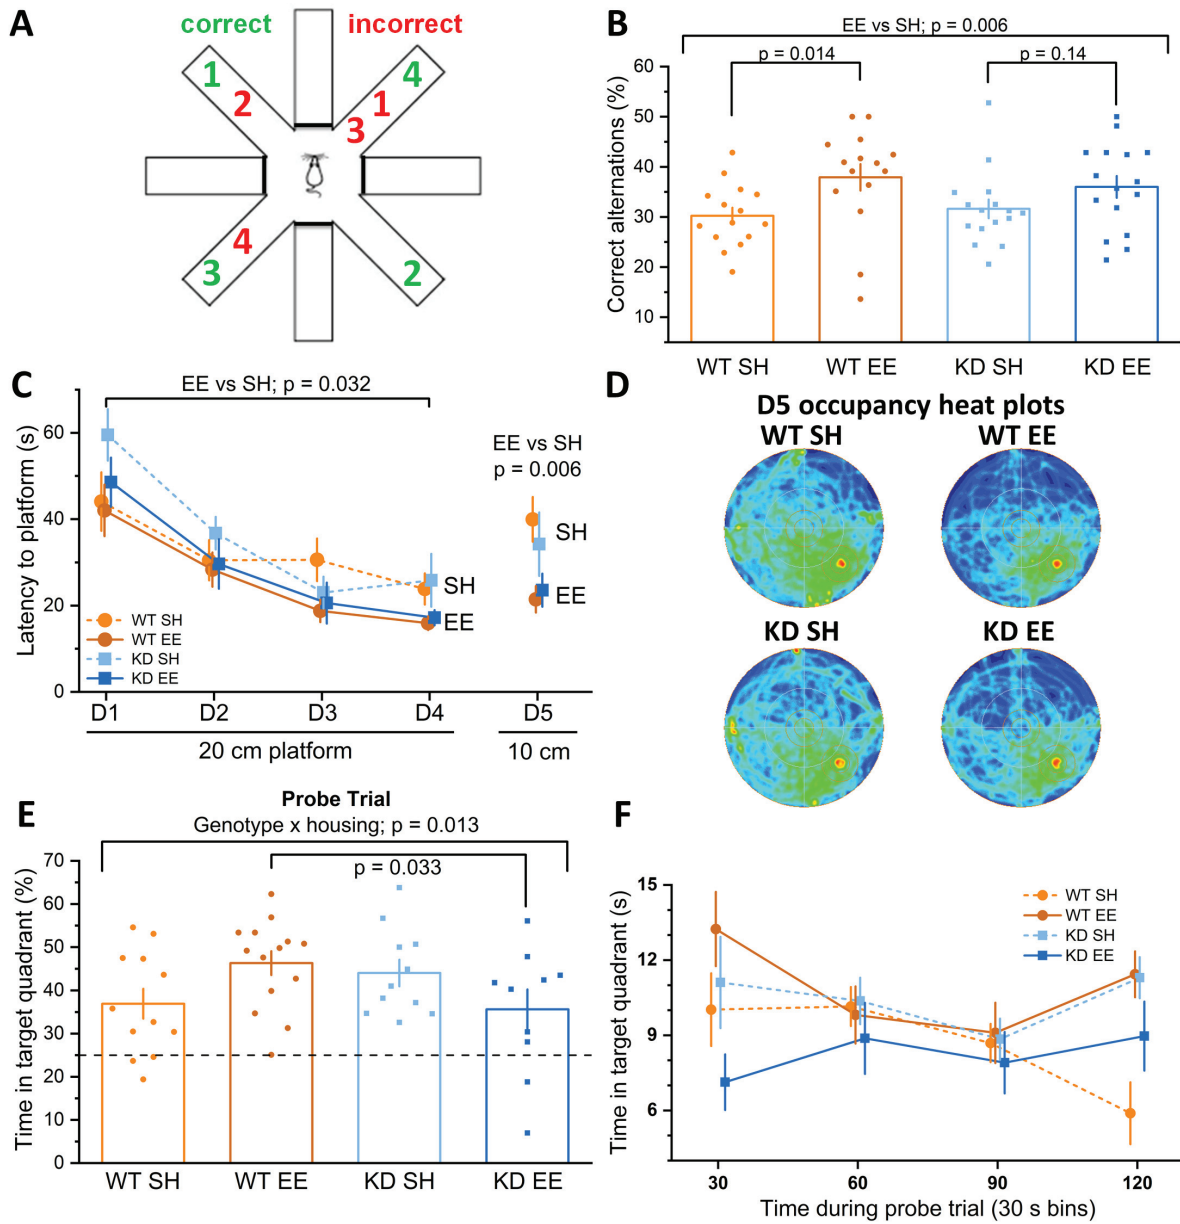 A
correct
incorrect
1
2
4
1
3
3
4
2
B
EE vs SH; p = 0.006
p = 0.014
p = 0.14
Correct alternations (%)
60
50
40
30
20
10
WT SH
WT EE
KD SH
KD EE
C
EE vs SH; p = 0.032
Latency to platform (s)
60
40
20
0
EE vs SH
p = 0.006
SH
EE
SH
EE
WT SH
WT EE
KD SH
KD EE
D1
D2
D3
D4
D5
20 cm platform
10 cm
D
D5 occupancy heat plots
WT SH
WT EE
KD SH
KD EE
E
Probe Trial
Genotype x housing; p = 0.013
p = 0.033
Time in target quadrant (%)
70
60
50
40
30
20
10
0
WT SH
WT EE
KD SH
KD EE
F
Time in target quadrant (s)
15
12
9
6
WT SH
WT EE
KD SH
KD EE
30
60
90
120
Time during probe trial (30 s bins)